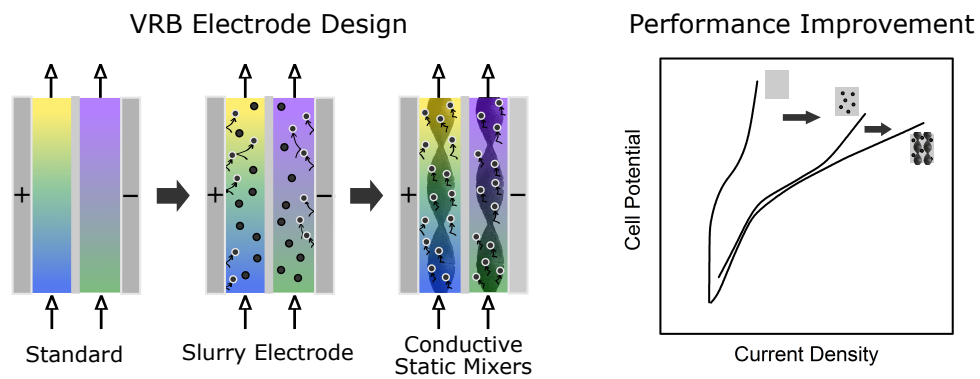 VRB Electrode Design
Performance Improvement
+
−
+
−
Cell Potential
Standard
Slurry Electrode
Conductive
Static Mixers
Current Density